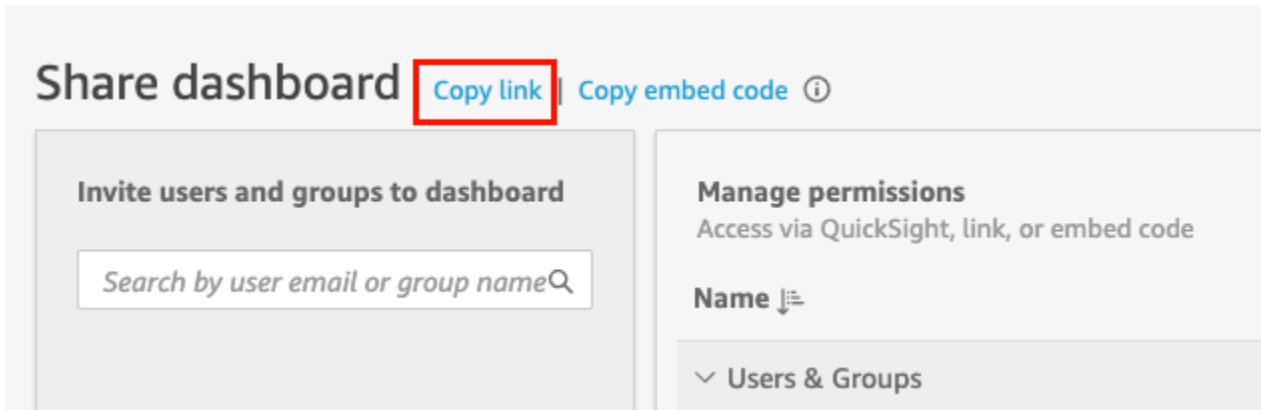 Share dashboard Copy link | Copy embed code
Invite users and groups to dashboard
Search by user email or group name
Manage permissions
Access via QuickSight, link, or embed code
Name
Users & Groups